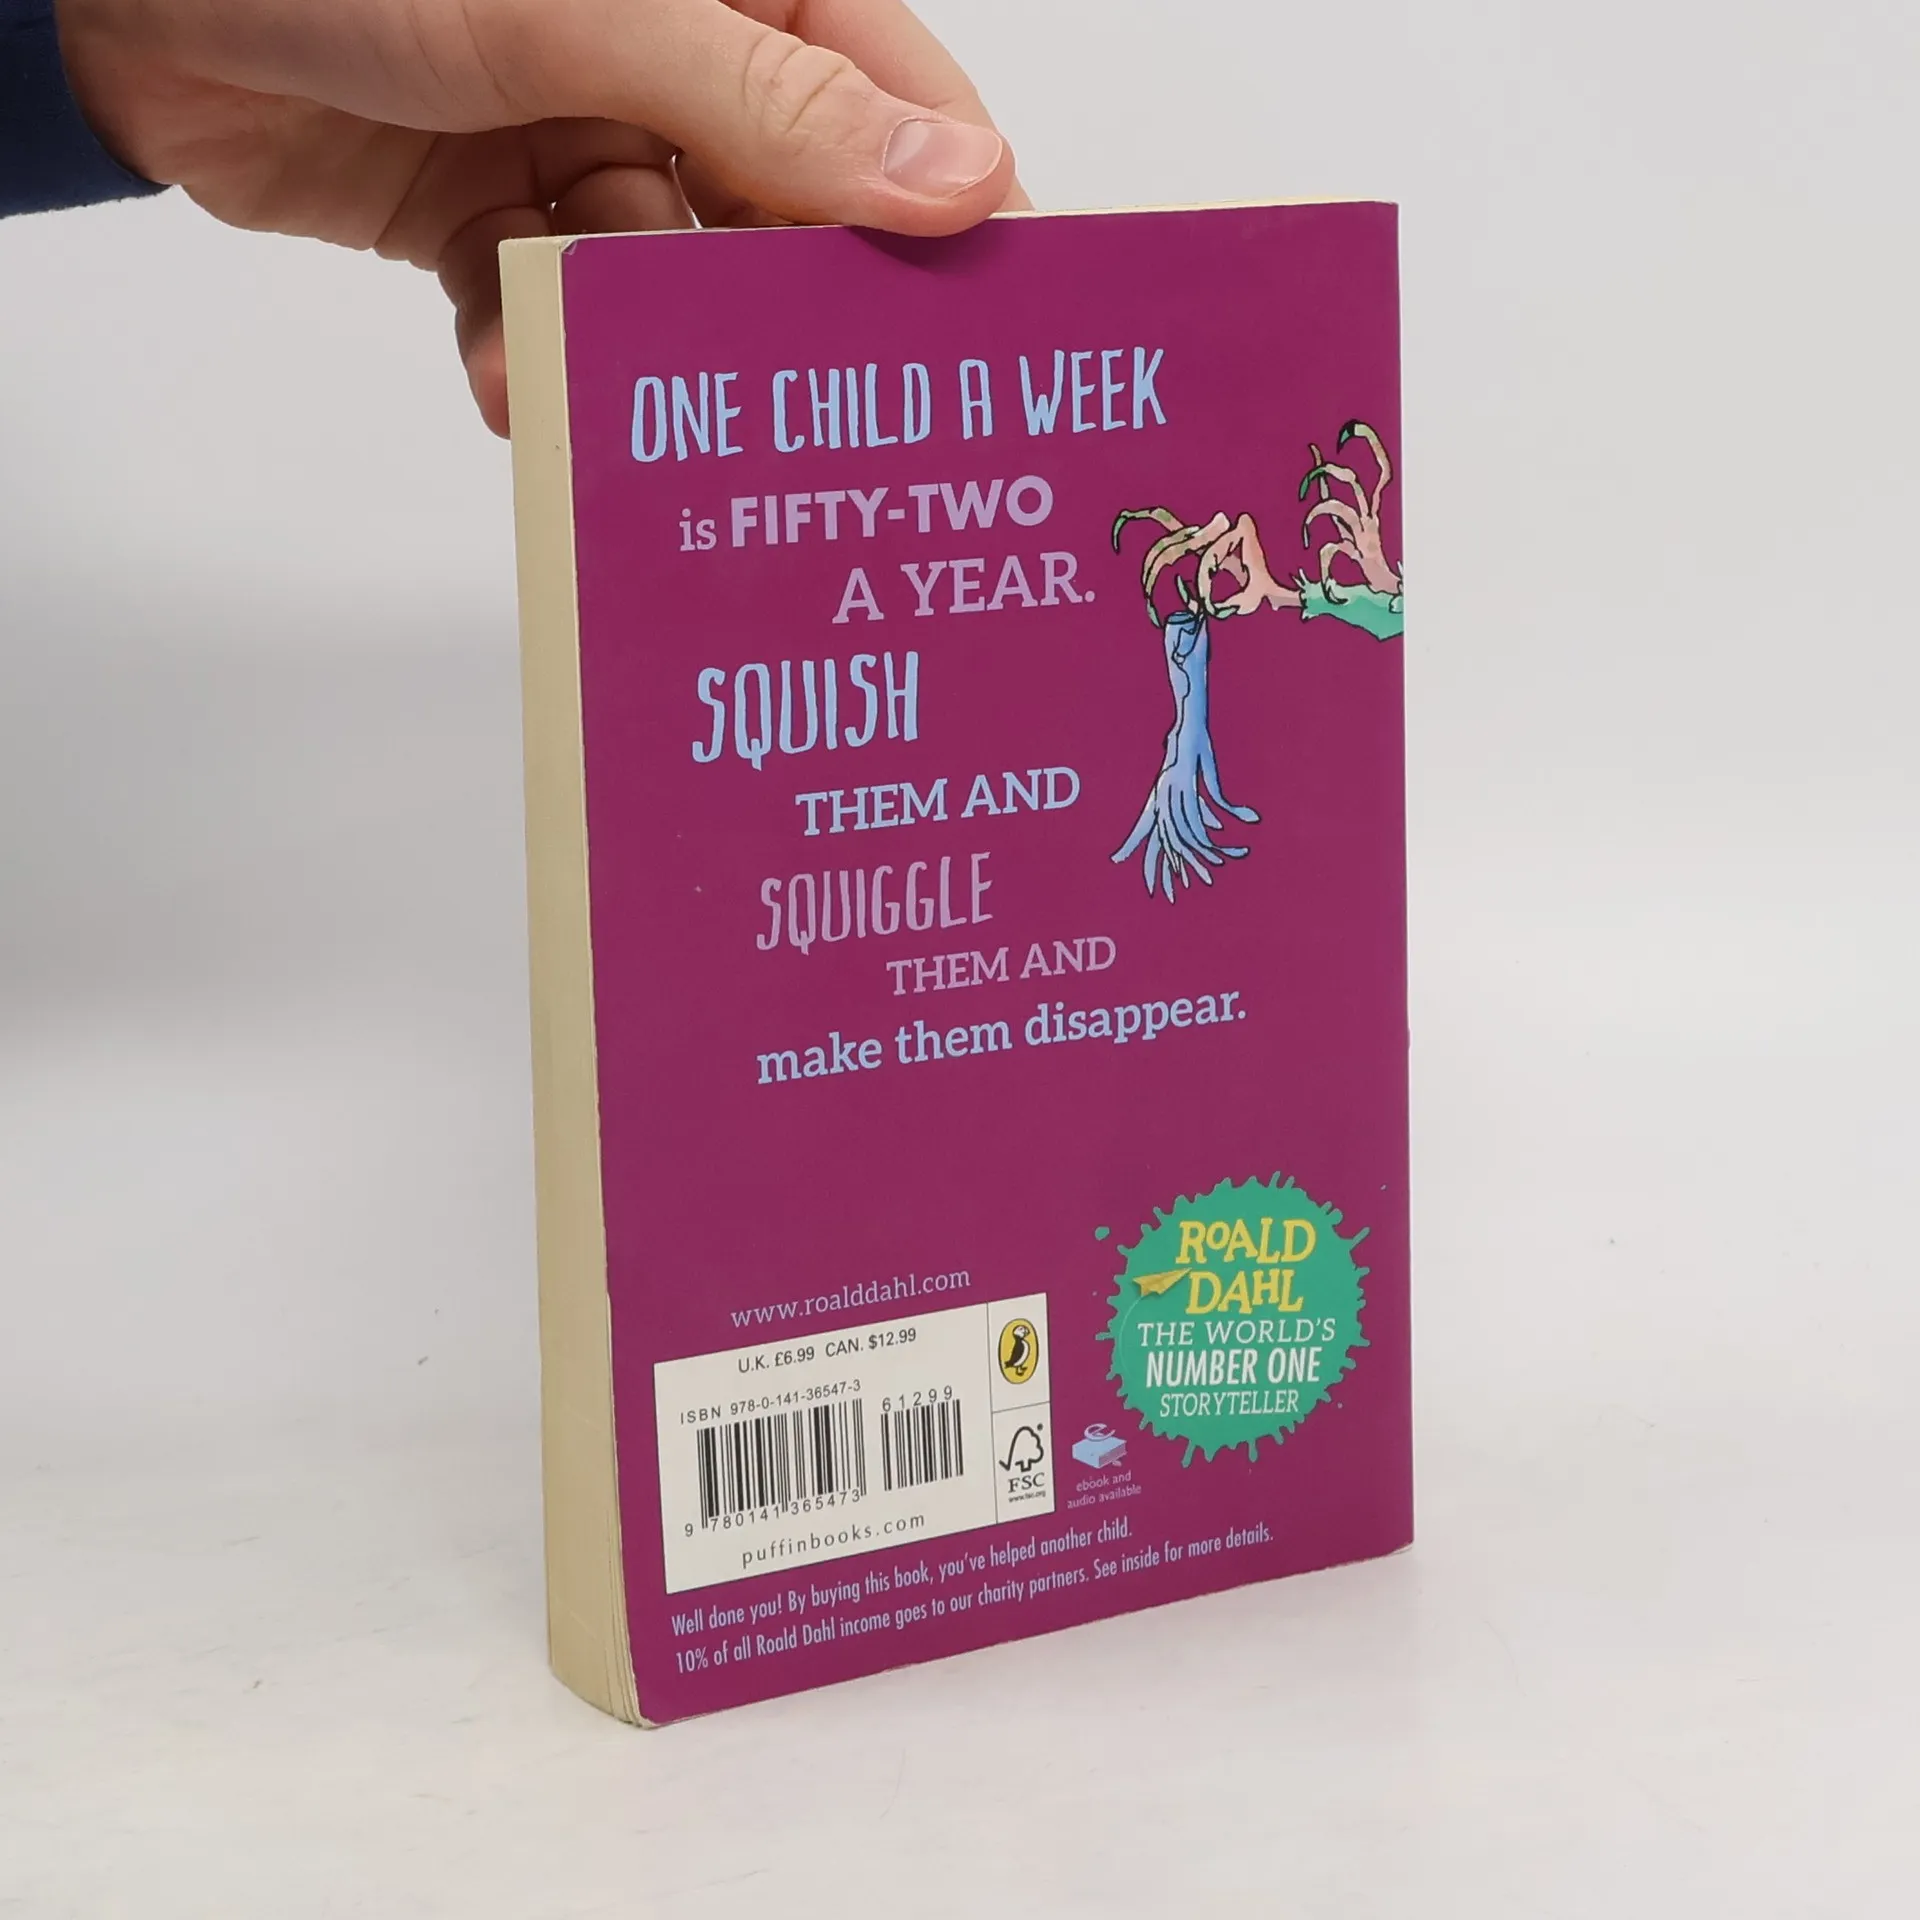 ONE CHILD A WEEK
is FIFTY-TWO
A YEAR.
SQUISH
THEM AND
SQUIGGLE
THEM AND
make them disappear.
www.roalddahl.com
U.K. £6.99 CAN. $12.99
ISBN 978-0-141-36547-3
61299
9 780141 365473
puffinbooks.com
FSC
www.fsc.org
ebook and
audio available
ROALD
DAHL
THE WORLD'S
NUMBER ONE
STORYTELLER
Well done you! By buying this book, you've helped another child.
10% of all Roald Dahl income goes to our charity partners. See inside for more details.